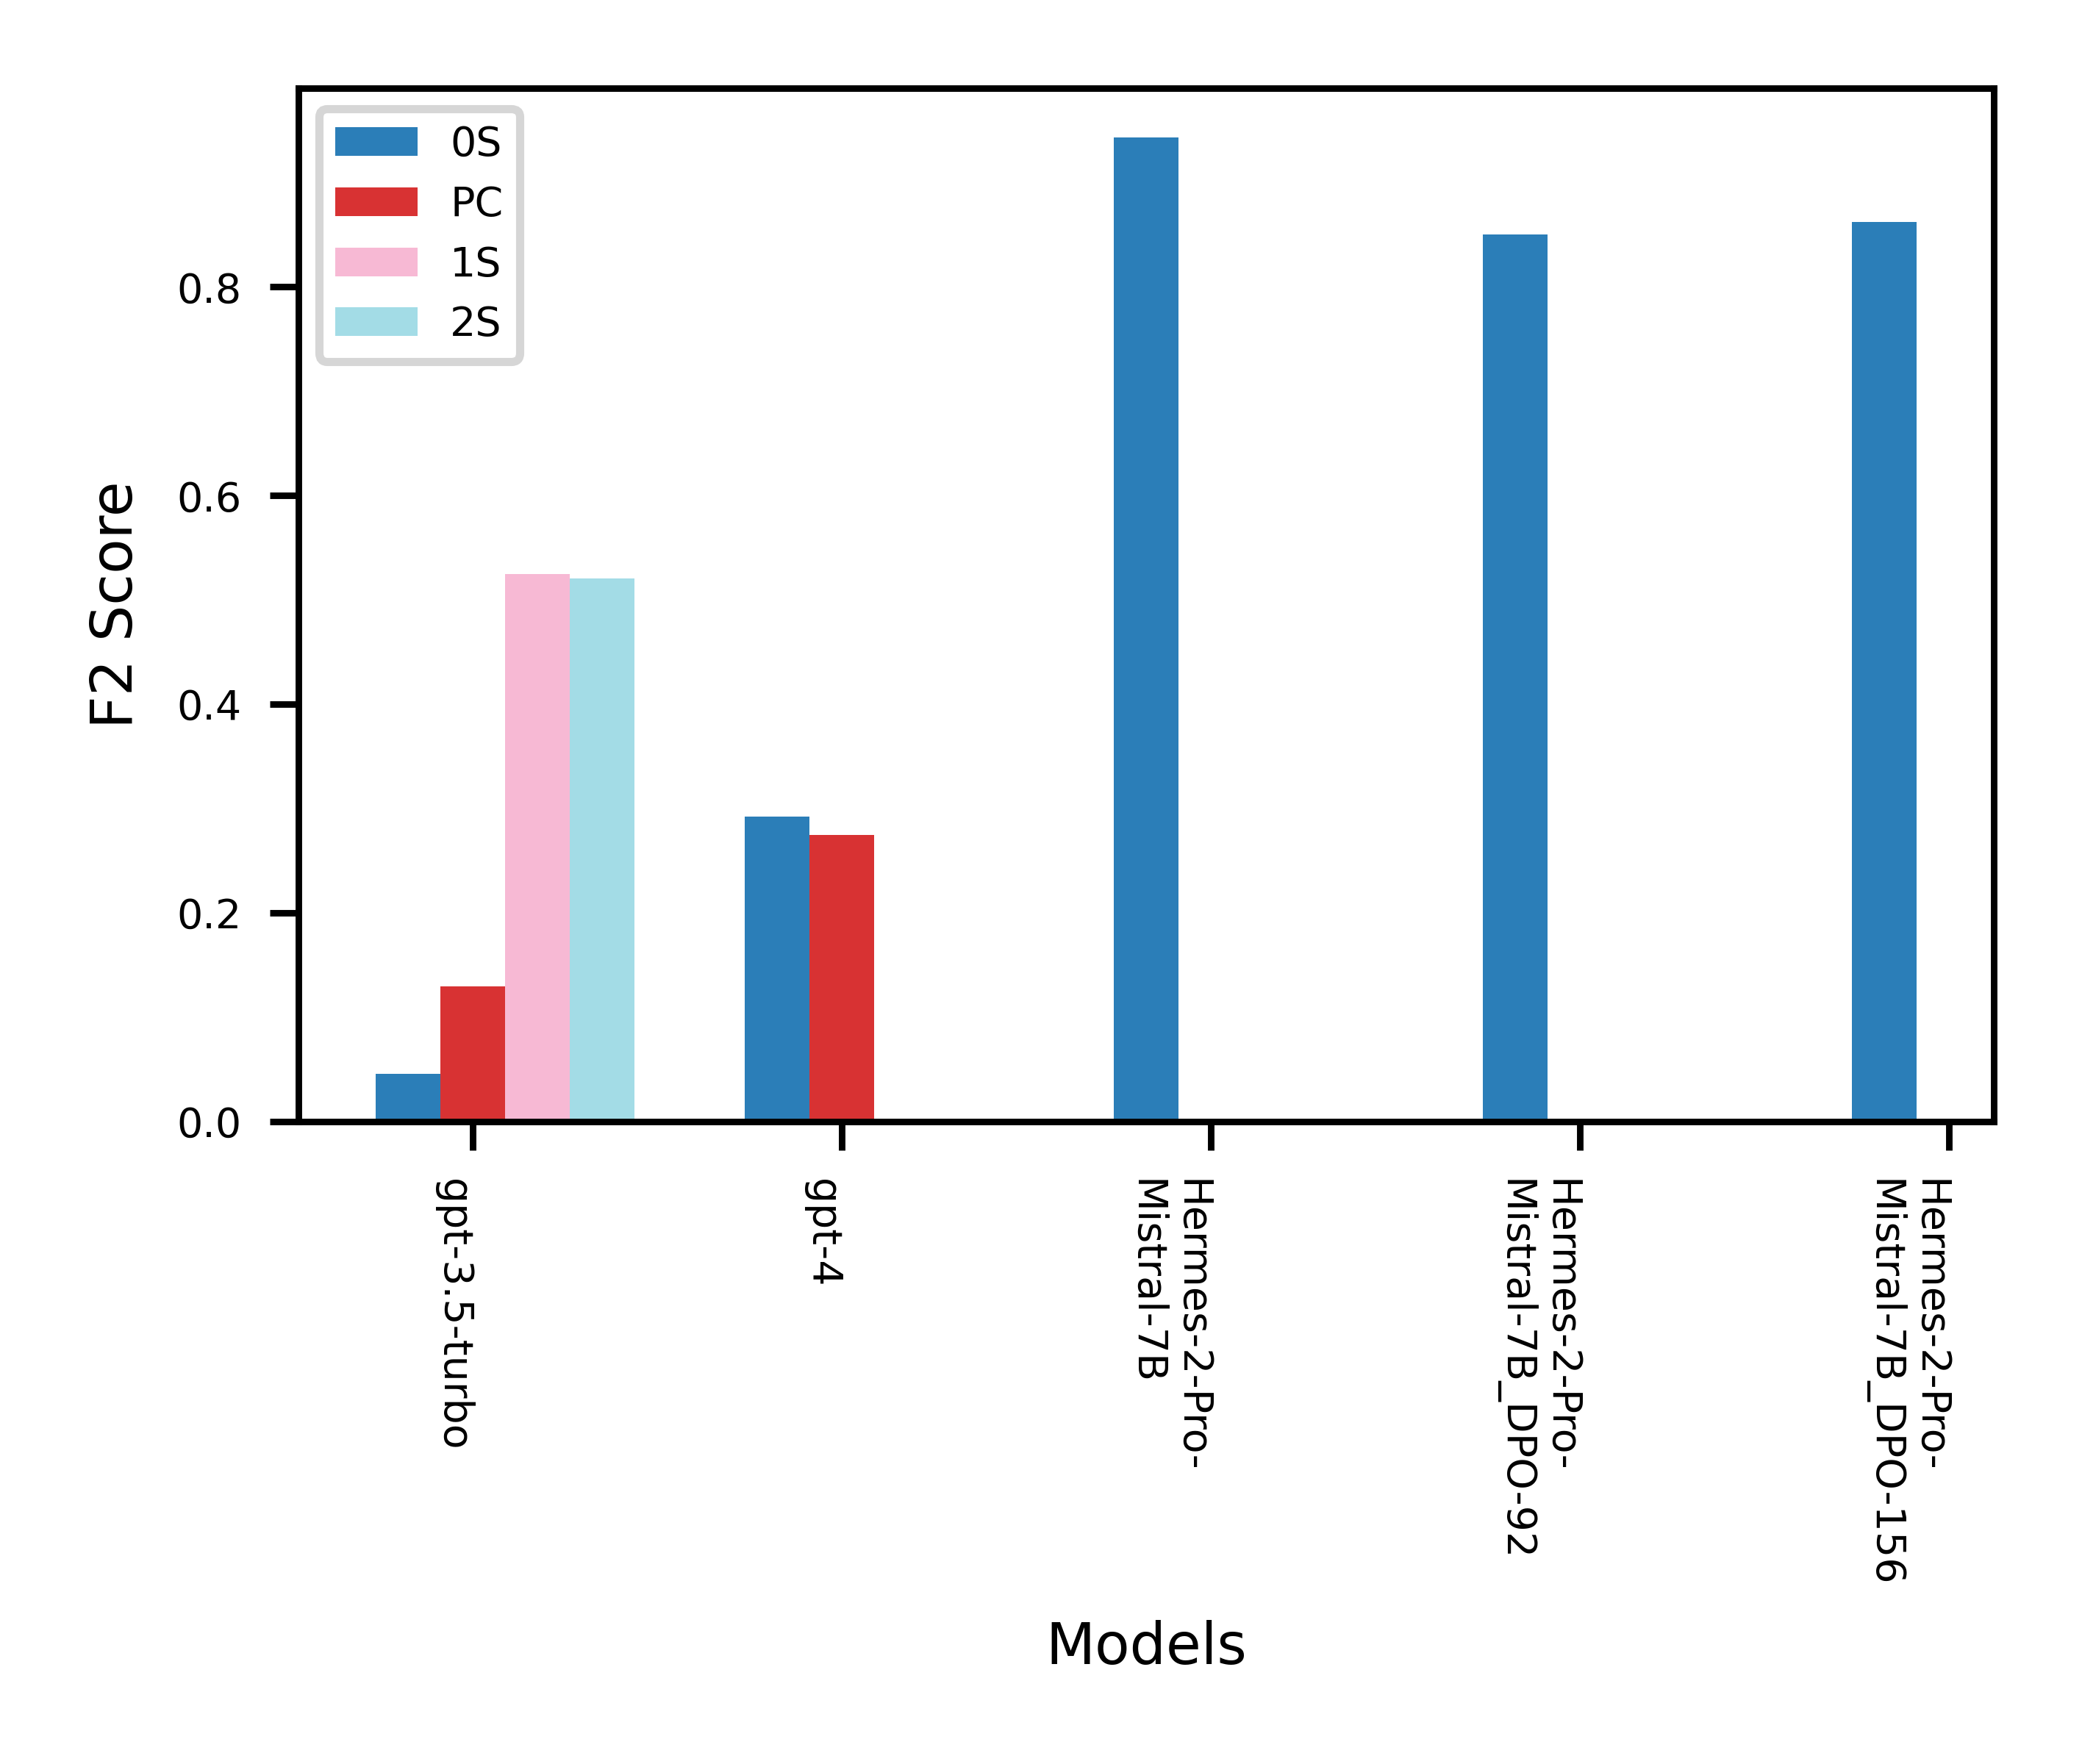 0S
PC
1S
2S
F2 Score
0.8
0.6
0.4
0.2
0.0
gpt-3.5-turbo
gpt-4
Hermes-2-Pro-
Mistral-7B
Hermes-2-Pro-
Mistral-7B_DPO-92
Hermes-2-Pro-
Mistral-7B_DPO-156
Models